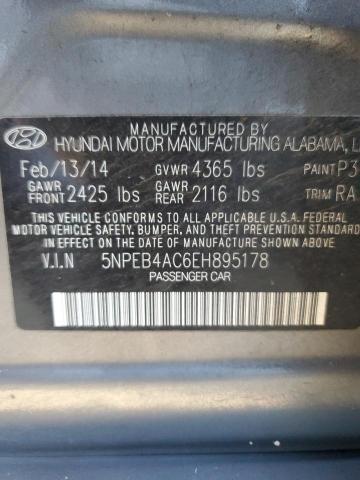 MANUFACTURED BY
HYUNDAI MOTOR MANUFACTURING ALABAMA, L
Feb/13/14 GVWR 4365 lbs PAINT P3
GAWR FRONT 2425 lbs GAWR REAR 2116 lbs TRIM RA
THIS VEHICLE CONFORMS TO ALL APPLICABLE U.S.A. FEDERAL
MOTOR VEHICLE SAFETY, BUMPER, AND THEFT PREVENTION
STANDARDS IN EFFECT ON THE DATE OF MANUFACTURE SHOWN
V.I.N 5NPEB4AC6EH895178
PASSENGER CAR